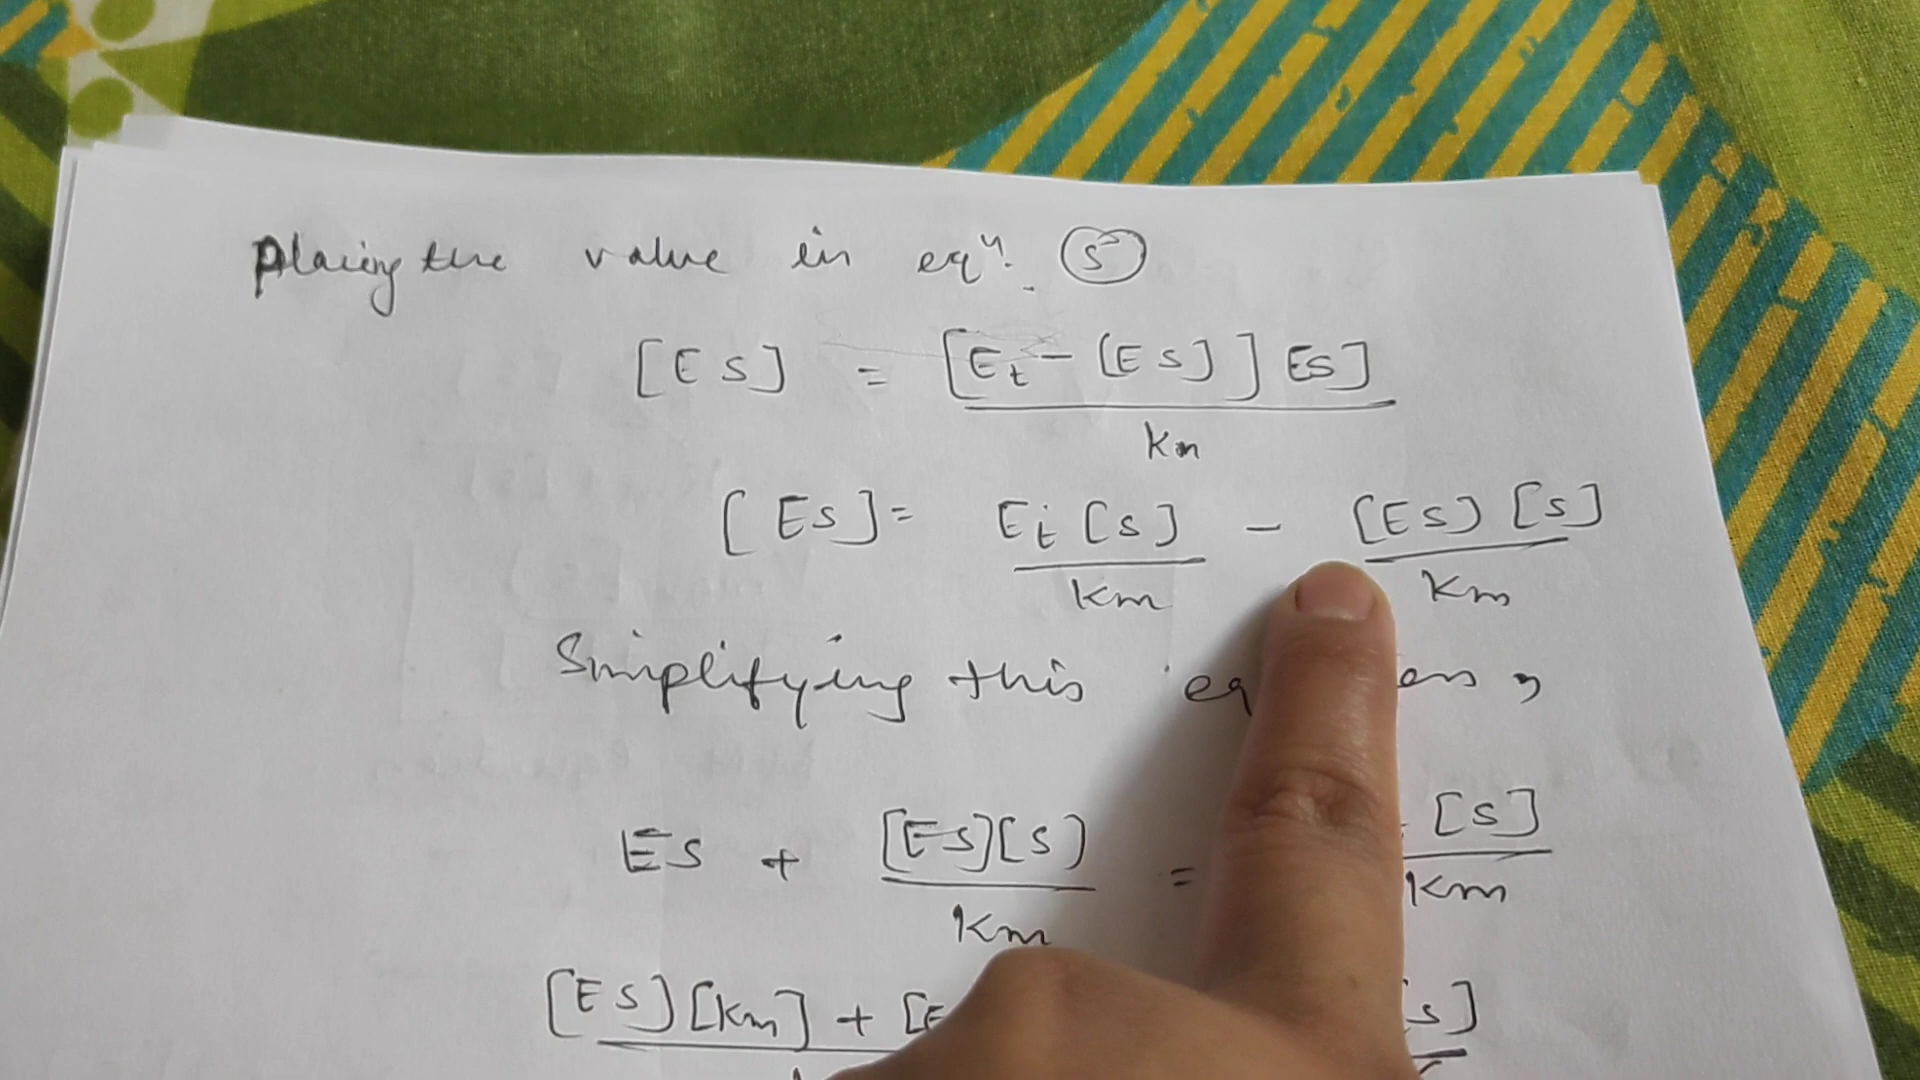 Placing the value in eqn. (5)
[ES] = [Et - [ES]] ES]
Km
[ES] = Et [S] - [ES] [S]
Km Km
Simplifying this
ES + [ES][S] = [S]
Km Km
[ES][Km] + [E S]